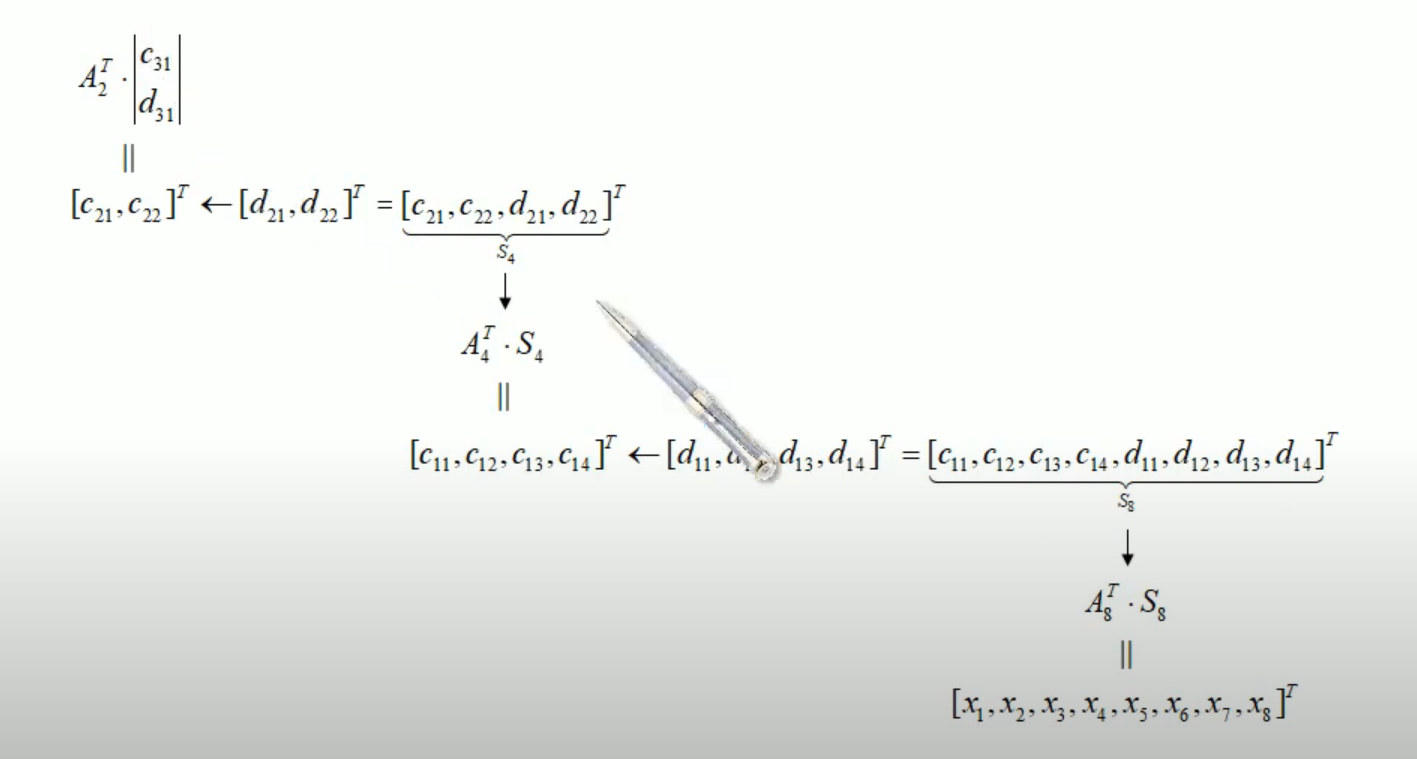 A_2^T · |c_31 d_31|
||
[c_21, c_22]^T ← [d_21, d_22]^T = [c_21, c_22, d_21, d_22]^T
S_4
↓
A_4^T · S_4
||
[c_11, c_12, c_13, c_14]^T ← [d_11, d_13, d_14]^T = [c_11, c_12, c_13, c_14, d_11, d_12, d_13, d_14]^T
S_8
↓
A_8^T · S_8
||
[x_1, x_2, x_3, x_4, x_5, x_6, x_7, x_8]^T